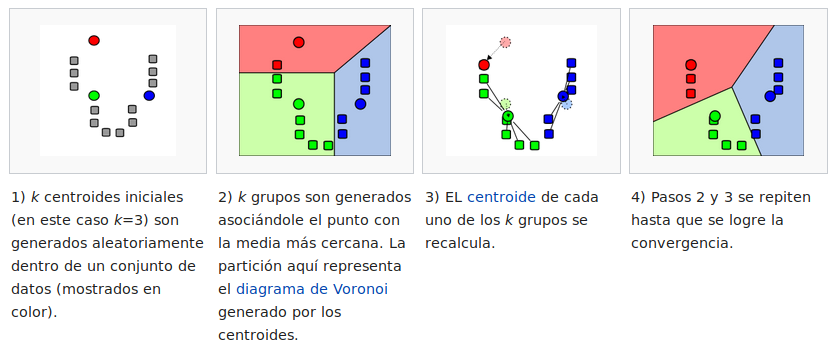 1) k centroides iniciales
(en este caso k=3) son
generados aleatoriamente
dentro de un conjunto de
datos (mostrados en
color).
2) k grupos son generados
asociándole el punto con
la media más cercana. La
partición aquí representa
el diagrama de Voronoi
generado por los
centroides.
3) EL centroide de cada
uno de los k grupos se
recalcula.
4) Pasos 2 y 3 se repiten
hasta que se logre la
convergencia.